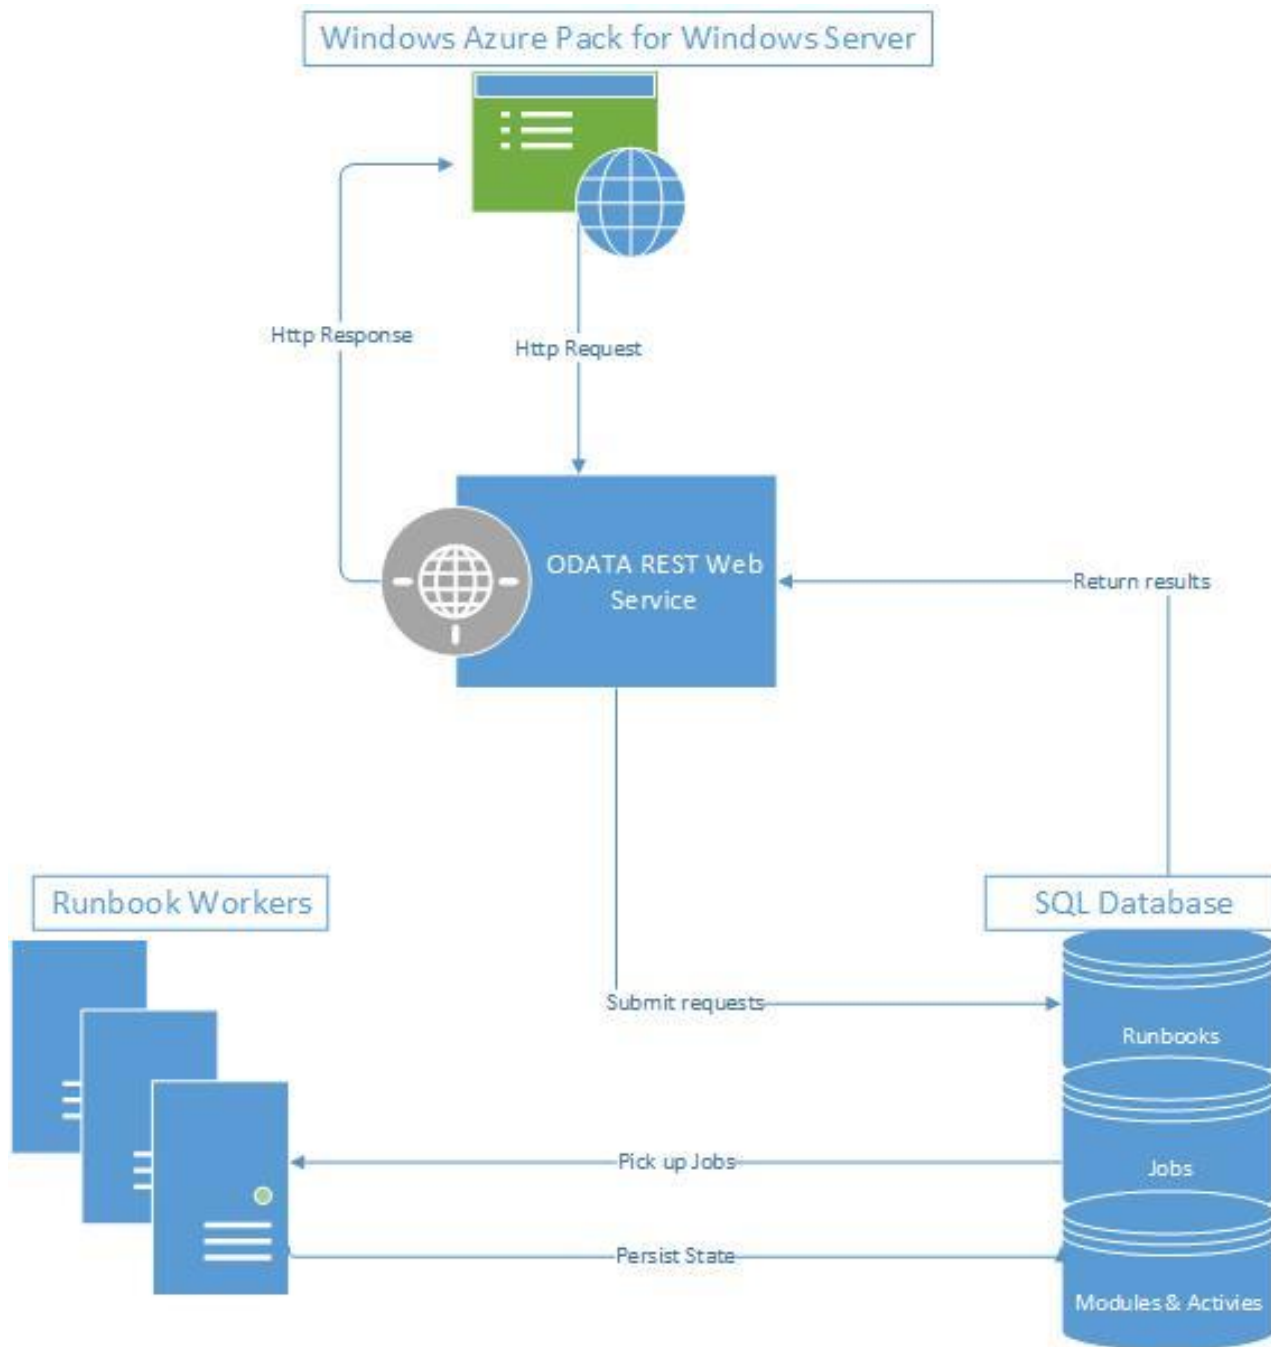 Windows Azure Pack for Windows Server
Http Response
Http Request
ODATA REST Web
Service
Return results
Runbook Workers
SQL Database
Submit requests
Runbooks
Pick up Jobs
Jobs
Persist State
Modules & Activies